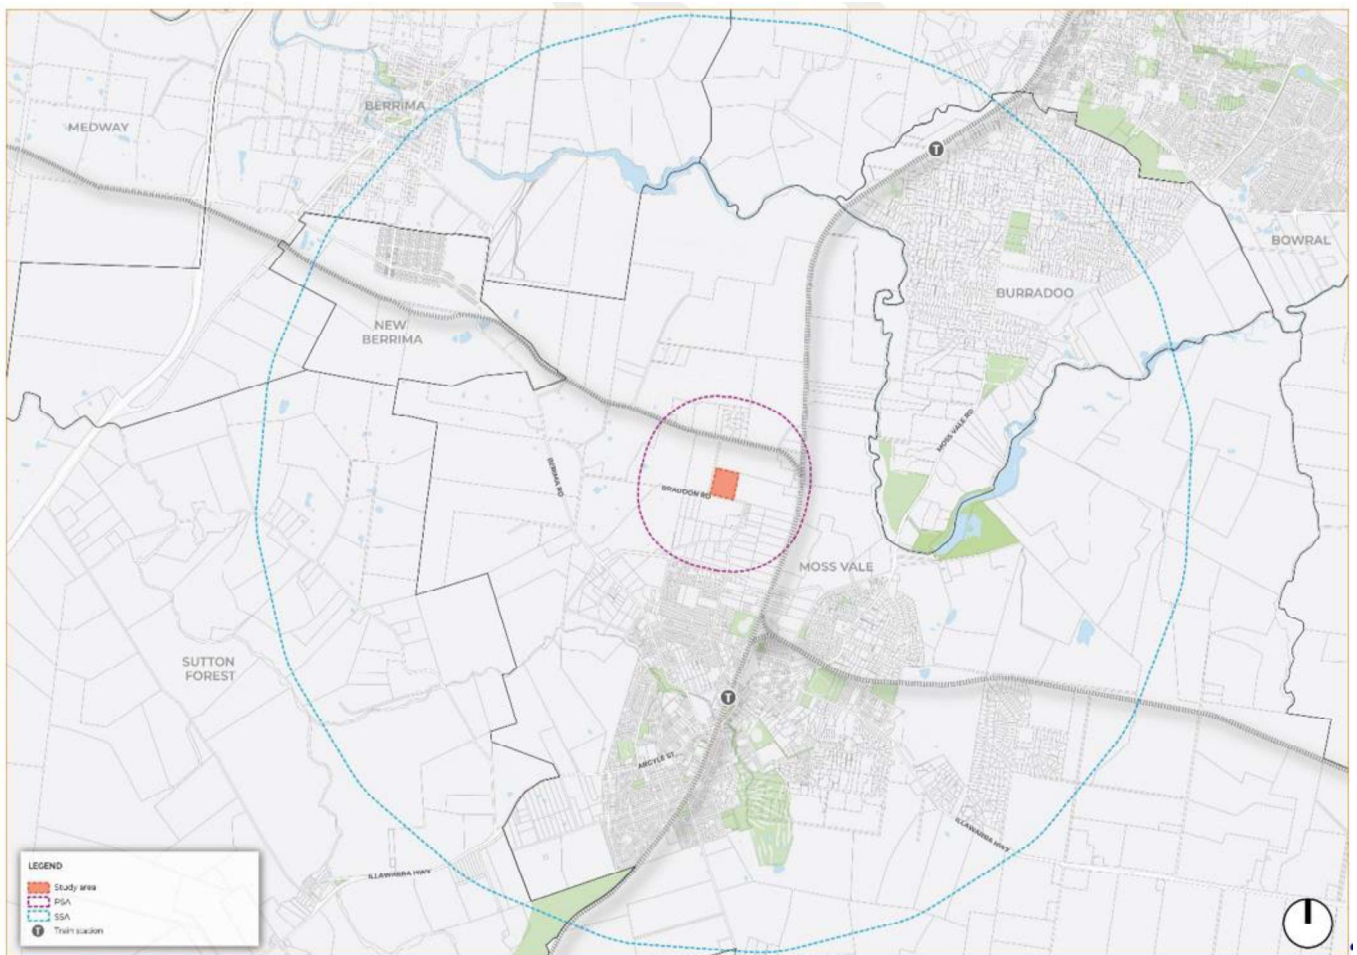 BERRIMA
MEDWAY
BOWRAL
BURRADOO
NEW
BERRIMA
MOSS VALE RD
BERRIMA RD
BRADDON RD
MOSS VALE
SUTTON
FOREST
T
T
ARGYLE ST
ILLAWARRA HWY
ILLAWARRA HWY
LEGEND
Study area
PSA
SSA
T Train station